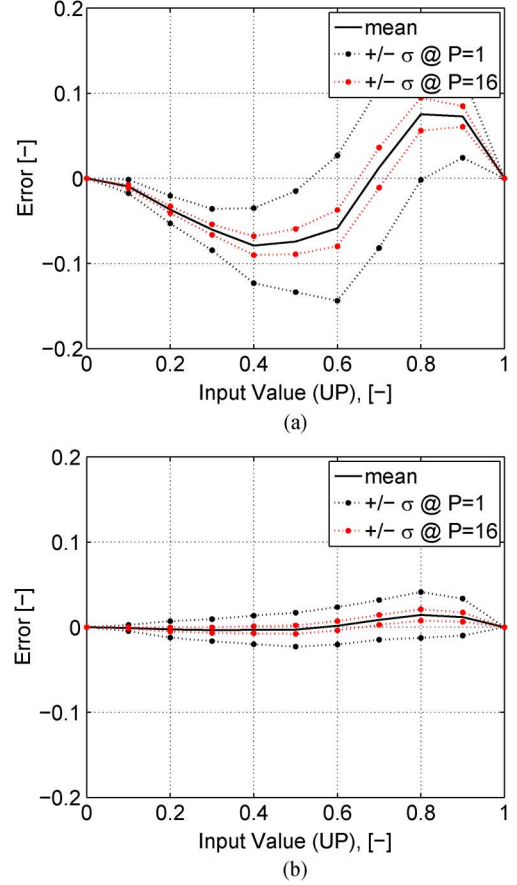 0.2
0.1
0
−0.1
−0.2
Error [−]
mean
+/− σ @ P=1
+/− σ @ P=16
0 0.2 0.4 0.6 0.8 1
Input Value (UP), [−]
(a)
0.2
0.1
0
−0.1
−0.2
Error [−]
mean
+/− σ @ P=1
+/− σ @ P=16
0 0.2 0.4 0.6 0.8 1
Input Value (UP), [−]
(b)